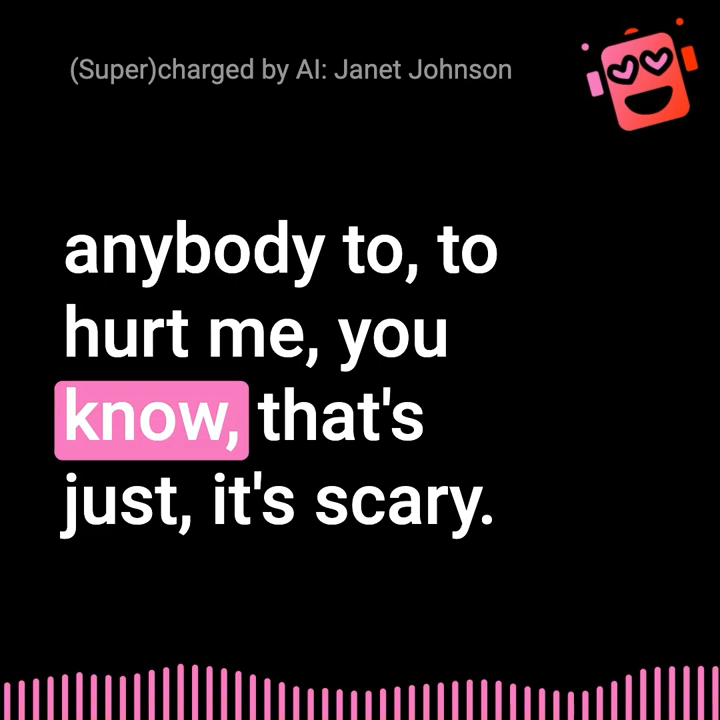 (Super)charged by AI: Janet Johnson
anybody to, to
hurt me, you
know, that's
just, it's scary.